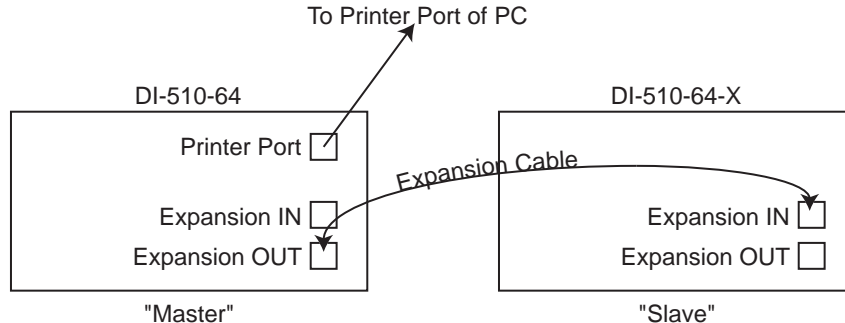 To Printer Port of PC
DI-510-64
DI-510-64-X
Printer Port
Expansion Cable
Expansion IN
Expansion IN
Expansion OUT
Expansion OUT
"Master"
"Slave"